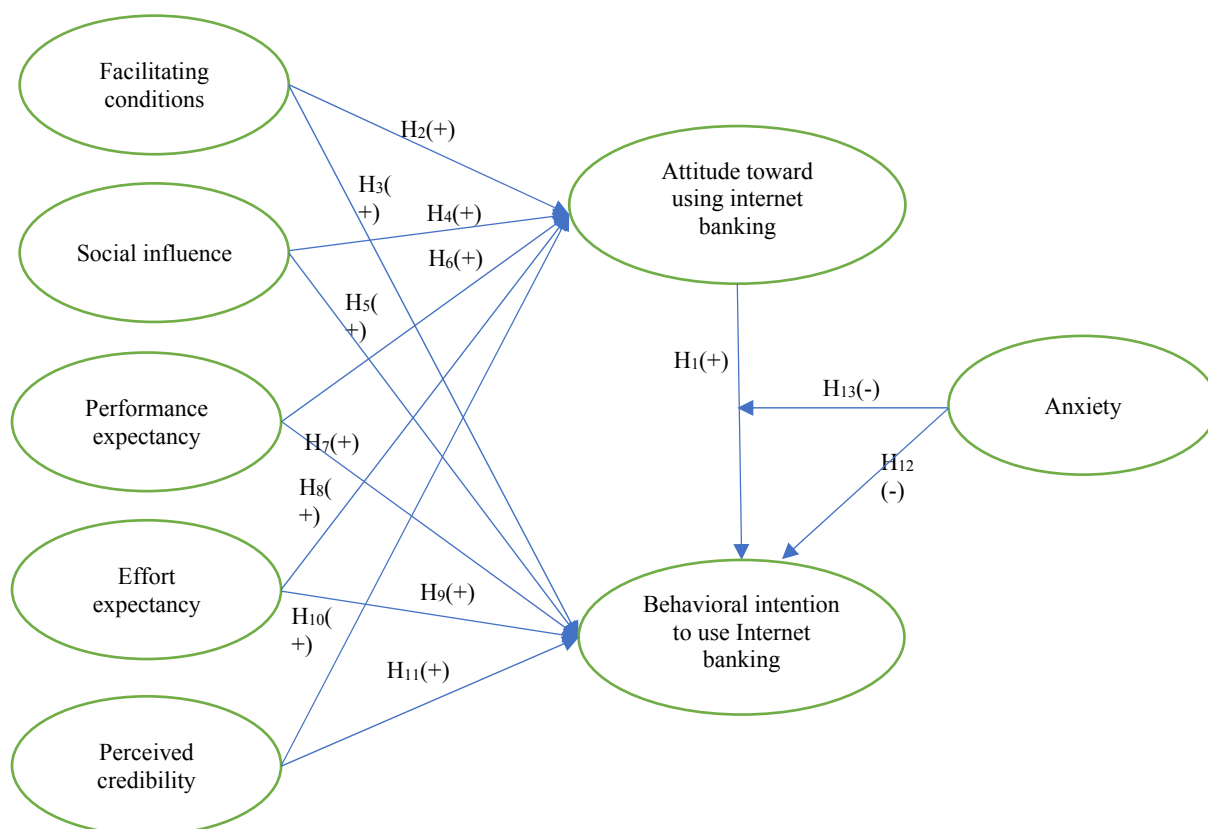 Facilitating
conditions
H2(+)
H3(
+)
Attitude toward
using internet
banking
Social influence
H4(+)
H6(+)
H5(
+)
H1(+)
Performance
expectancy
H7(+)
H13(-)
Anxiety
H12
(-)
H8(
+)
Effort
expectancy
H9(+)
Behavioral intention
to use Internet
banking
H10(
+)
H11(+)
Perceived
credibility